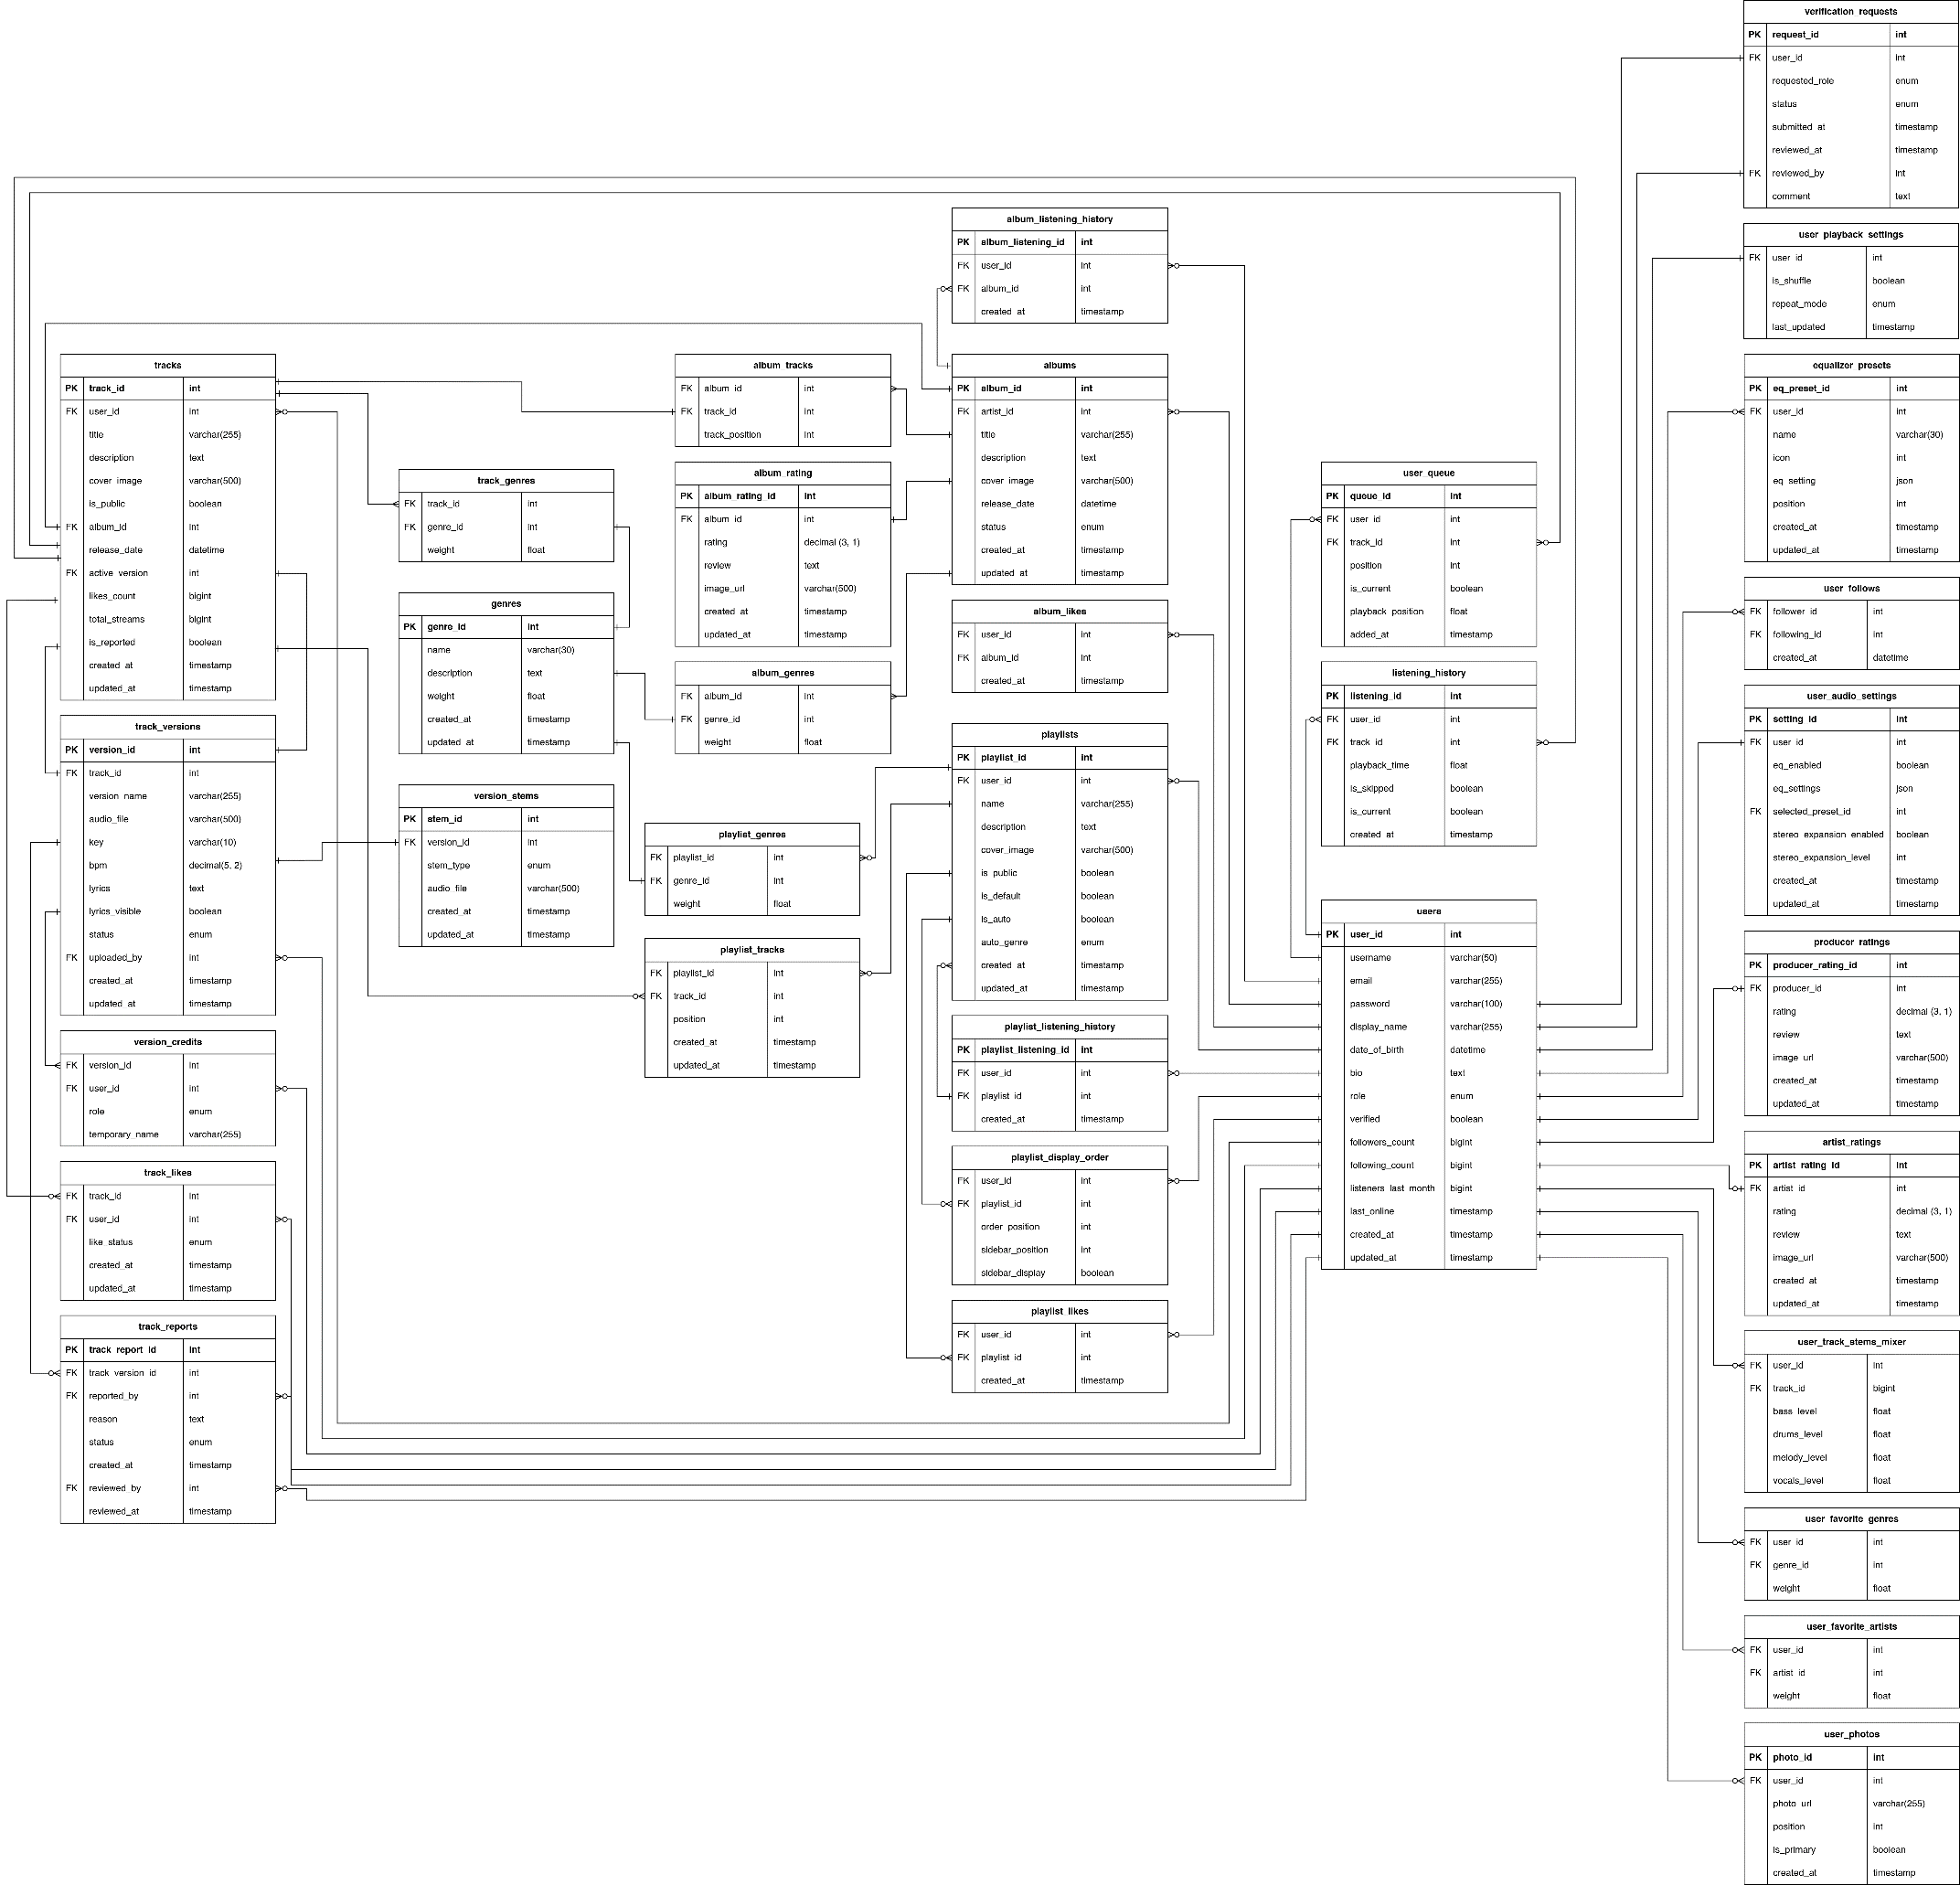 verification_requests
PK request_id int
FK user_id int
requested_role enum
status enum
submitted_at timestamp
reviewed_at timestamp
FK reviewed_by int
comment text
user_playback_settings
FK user_id int
is_shuffle boolean
repeat_mode enum
last_updated timestamp
album_listening_history
PK album_listening_id int
FK user_id int
FK album_id int
created_at timestamp
tracks
PK track_id int
FK user_id int
title varchar(255)
description text
cover_image varchar(500)
is_public boolean
FK album_id int
release_date datetime
FK active_version int
likes_count bigint
total_streams bigint
is_reported boolean
created_at timestamp
updated_at timestamp
album_tracks
FK album_id int
FK track_id int
track_position int
albums
PK album_id int
FK artist_id int
title varchar(255)
description text
cover_image varchar(500)
release_date datetime
status enum
created_at timestamp
updated_at timestamp
equalizer_presets
PK eq_preset_id int
FK user_id int
name varchar(30)
icon int
eq_setting json
position int
created_at timestamp
updated_at timestamp
track_genres
FK track_id int
FK genre_id int
weight float
album_rating
PK album_rating_id int
FK album_id int
rating decimal (3, 1)
review text
image_url varchar(500)
created_at timestamp
updated_at timestamp
user_queue
PK queue_id int
FK user_id int
FK track_id int
position int
is_current boolean
playback_position float
added_at timestamp
genres
PK genre_id int
name varchar(30)
description text
weight float
created_at timestamp
updated_at timestamp
album_likes
FK user_id int
FK album_id int
created_at timestamp
user_follows
FK follower_id int
FK following_id int
created_at datetime
album_genres
FK album_id int
FK genre_id int
weight float
listening_history
PK listening_id int
FK user_id int
FK track_id int
playback_time float
is_skipped boolean
is_current boolean
created_at timestamp
user_audio_settings
PK setting_id int
FK user_id int
eq_enabled boolean
eq_settings json
FK selected_preset_id int
stereo_expansion_enabled boolean
stereo_expansion_level int
created_at timestamp
updated_at timestamp
track_versions
PK version_id int
FK track_id int
version_name varchar(255)
audio_file varchar(500)
key varchar(10)
bpm decimal(5, 2)
lyrics text
lyrics_visible boolean
status enum
FK uploaded_by int
created_at timestamp
updated_at timestamp
playlists
PK playlist_id int
FK user_id int
name varchar(255)
description text
cover_image varchar(500)
is_public boolean
is_default boolean
is_auto boolean
auto_genre enum
created_at timestamp
updated_at timestamp
version_stems
PK stem_id int
FK version_id int
stem_type enum
audio_file varchar(500)
created_at timestamp
updated_at timestamp
playlist_genres
FK playlist_id int
FK genre_id int
weight float
users
PK user_id int
username varchar(50)
email varchar(255)
password varchar(100)
display_name varchar(255)
date_of_birth datetime
bio text
role enum
verified boolean
followers_count bigint
following_count bigint
listeners_last_month bigint
last_online timestamp
created_at timestamp
updated_at timestamp
producer_ratings
PK producer_rating_id int
FK producer_id int
rating decimal (3, 1)
review text
image_url varchar(500)
created_at timestamp
updated_at timestamp
playlist_tracks
FK playlist_id int
FK track_id int
position int
created_at timestamp
updated_at timestamp
playlist_listening_history
PK playlist_listening_id int
FK user_id int
FK playlist_id int
created_at timestamp
version_credits
FK version_id int
FK user_id int
role enum
temporary_name varchar(255)
artist_ratings
PK artist_rating_id int
FK artist_id int
rating decimal (3, 1)
review text
image_url varchar(500)
created_at timestamp
updated_at timestamp
playlist_display_order
FK user_id int
FK playlist_id int
order_position int
sidebar_position int
sidebar_display boolean
track_likes
FK track_id int
FK user_id int
like_status enum
created_at timestamp
updated_at timestamp
playlist_likes
FK user_id int
FK playlist_id int
created_at timestamp
track_reports
PK track_report_id int
FK track_version_id int
FK reported_by int
reason text
status enum
created_at timestamp
FK reviewed_by int
reviewed_at timestamp
user_track_stems_mixer
FK user_id int
FK track_id bigint
bass_level float
drums_level float
melody_level float
vocals_level float
user_favorite_genres
FK user_id int
FK genre_id int
weight float
user_favorite_artists
FK user_id int
FK artist_id int
weight float
user_photos
PK photo_id int
FK user_id int
photo_url varchar(255)
position int
is_primary boolean
created_at timestamp